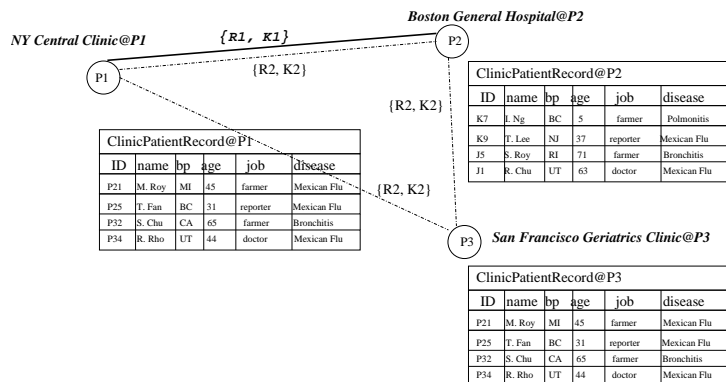 Boston General Hospital@P2
NY Central Clinic@P1
{R1, K1}
P2
P1
{R2, K2}
{R2, K2}
{R2, K2}
ClinicPatientRecord@P2
ID name bp age job disease
K7 I. Ng BC 5 farmer Polmonitis
K9 T. Lee NJ 37 reporter Mexican Flu
J5 S. Roy RI 71 farmer Bronchitis
J1 R. Chu UT 63 doctor Mexican Flu
ClinicPatientRecord@P1
ID name bp age job disease
P21 M. Roy MI 45 farmer Mexican Flu
P25 T. Fan BC 31 reporter Mexican Flu
P32 S. Chu CA 65 farmer Bronchitis
P34 R. Rho UT 44 doctor Mexican Flu
P3
San Francisco Geriatrics Clinic@P3
ClinicPatientRecord@P3
ID name bp age job disease
P21 M. Roy MI 45 farmer Mexican Flu
P25 T. Fan BC 31 reporter Mexican Flu
P32 S. Chu CA 65 farmer Bronchitis
P34 R. Rho UT 44 doctor Mexican Flu